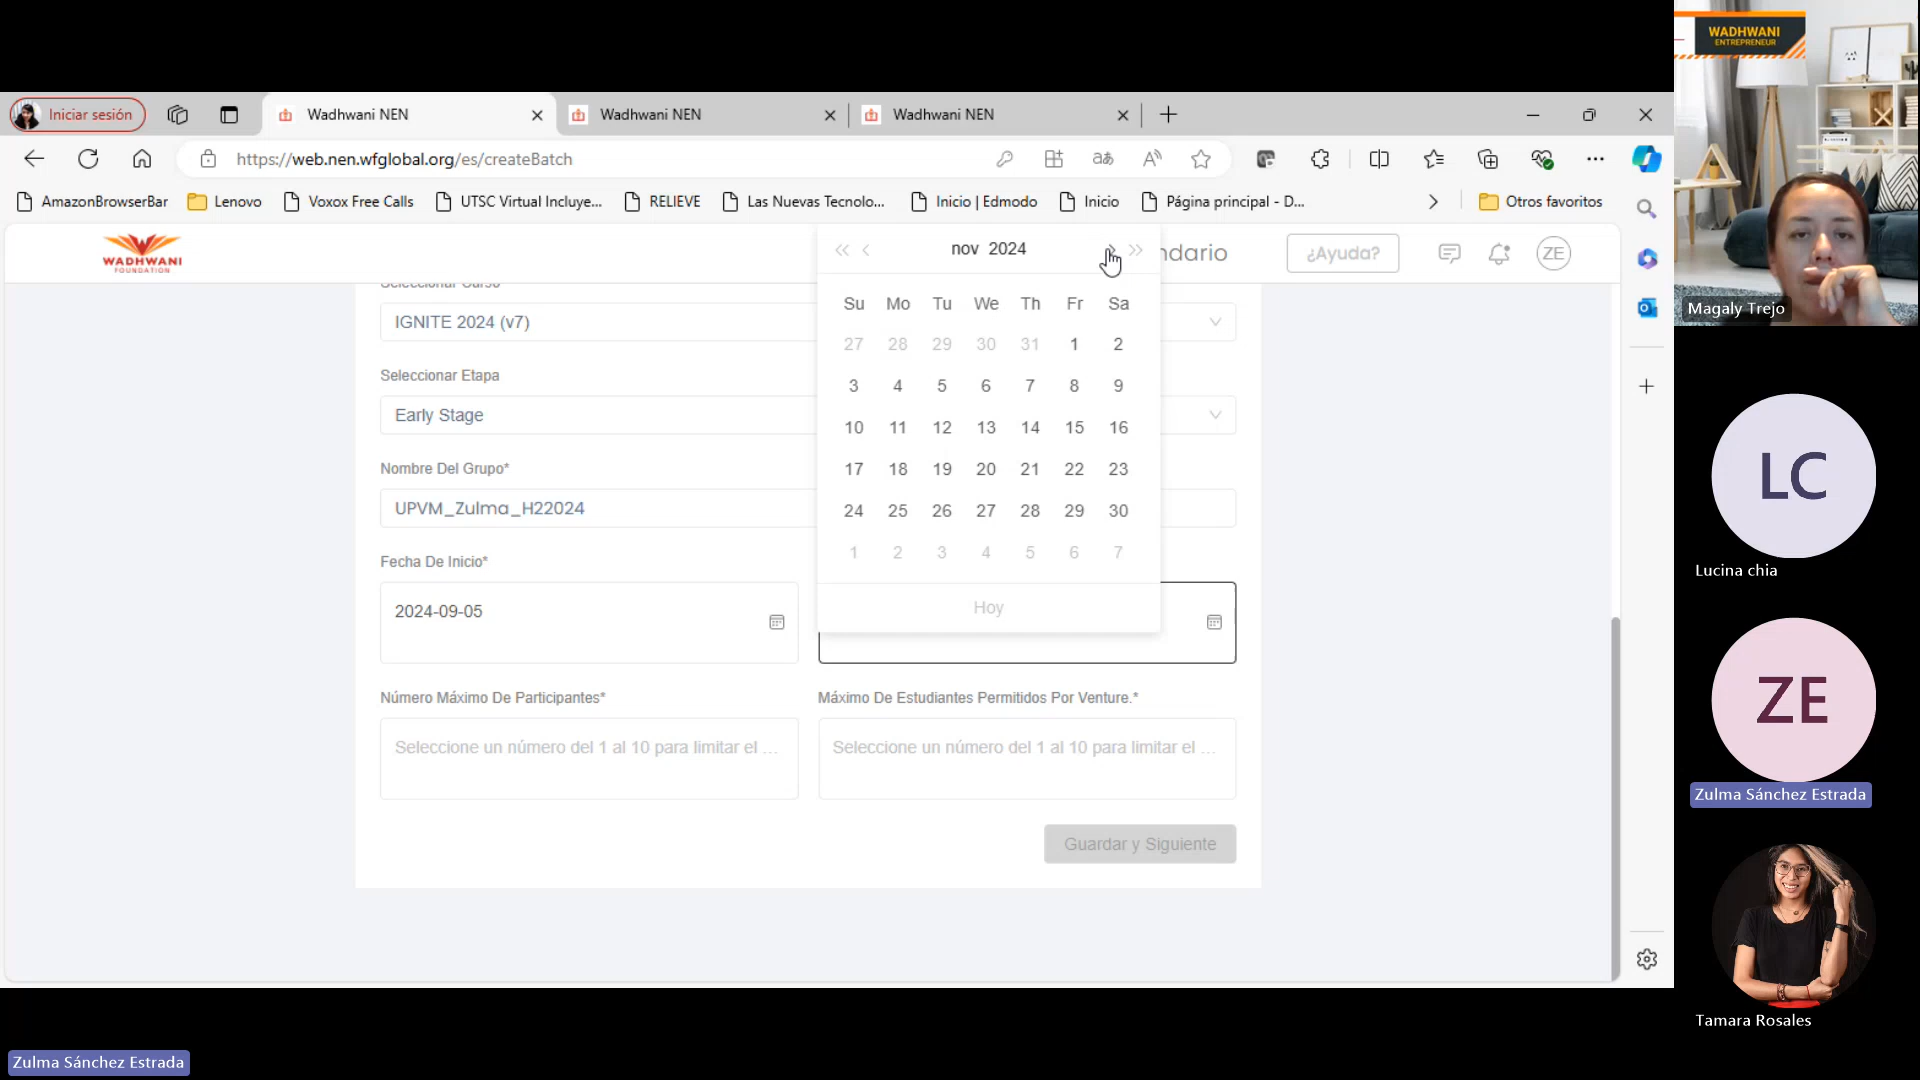 WADHWANI
ENTREPRENEUR
Iniciar sesión
Wadhwani NEN
Wadhwani NEN
Wadhwani NEN
https://web.nen.wfglobal.org/es/createBatch
AmazonBrowserBar
Lenovo
Voxox Free Calls
UTSC Virtual Incluye...
RELIEVE
Las Nuevas Tecnolo...
Inicio | Edmodo
Inicio
Página principal - D...
Otros favoritos
WADHWANI
FOUNDATION
nov 2024
ndario
¿Ayuda?
ZE
Magaly Trejo
Seleccionar Curso
IGNITE 2024 (v7)
Seleccionar Etapa
Early Stage
Nombre Del Grupo*
UPVM_Zulma_H22024
Fecha De Inicio*
2024-09-05
Su Mo Tu We Th Fr Sa
27 28 29 30 31 1 2
3 4 5 6 7 8 9
10 11 12 13 14 15 16
17 18 19 20 21 22 23
24 25 26 27 28 29 30
1 2 3 4 5 6 7
Hoy
Número Máximo De Participantes*
Seleccione un número del 1 al 10 para limitar el ...
Máximo De Estudiantes Permitidos Por Venture.*
Seleccione un número del 1 al 10 para limitar el ...
Guardar y Siguiente
LC
Lucina chia
ZE
Zulma Sánchez Estrada
Tamara Rosales
Zulma Sánchez Estrada